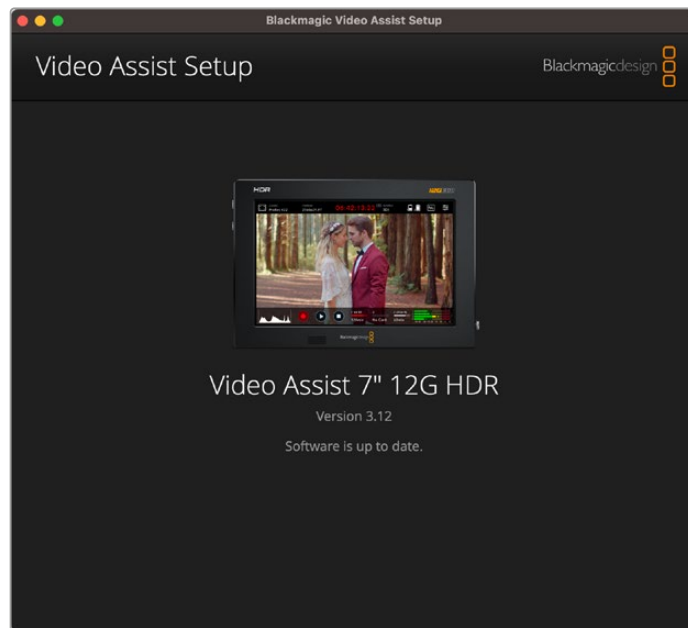 Blackmagic Video Assist Setup
Video Assist Setup
Blackmagicdesign
HDR
Video Assist 7" 12G HDR
Version 3.12
Software is up to date.